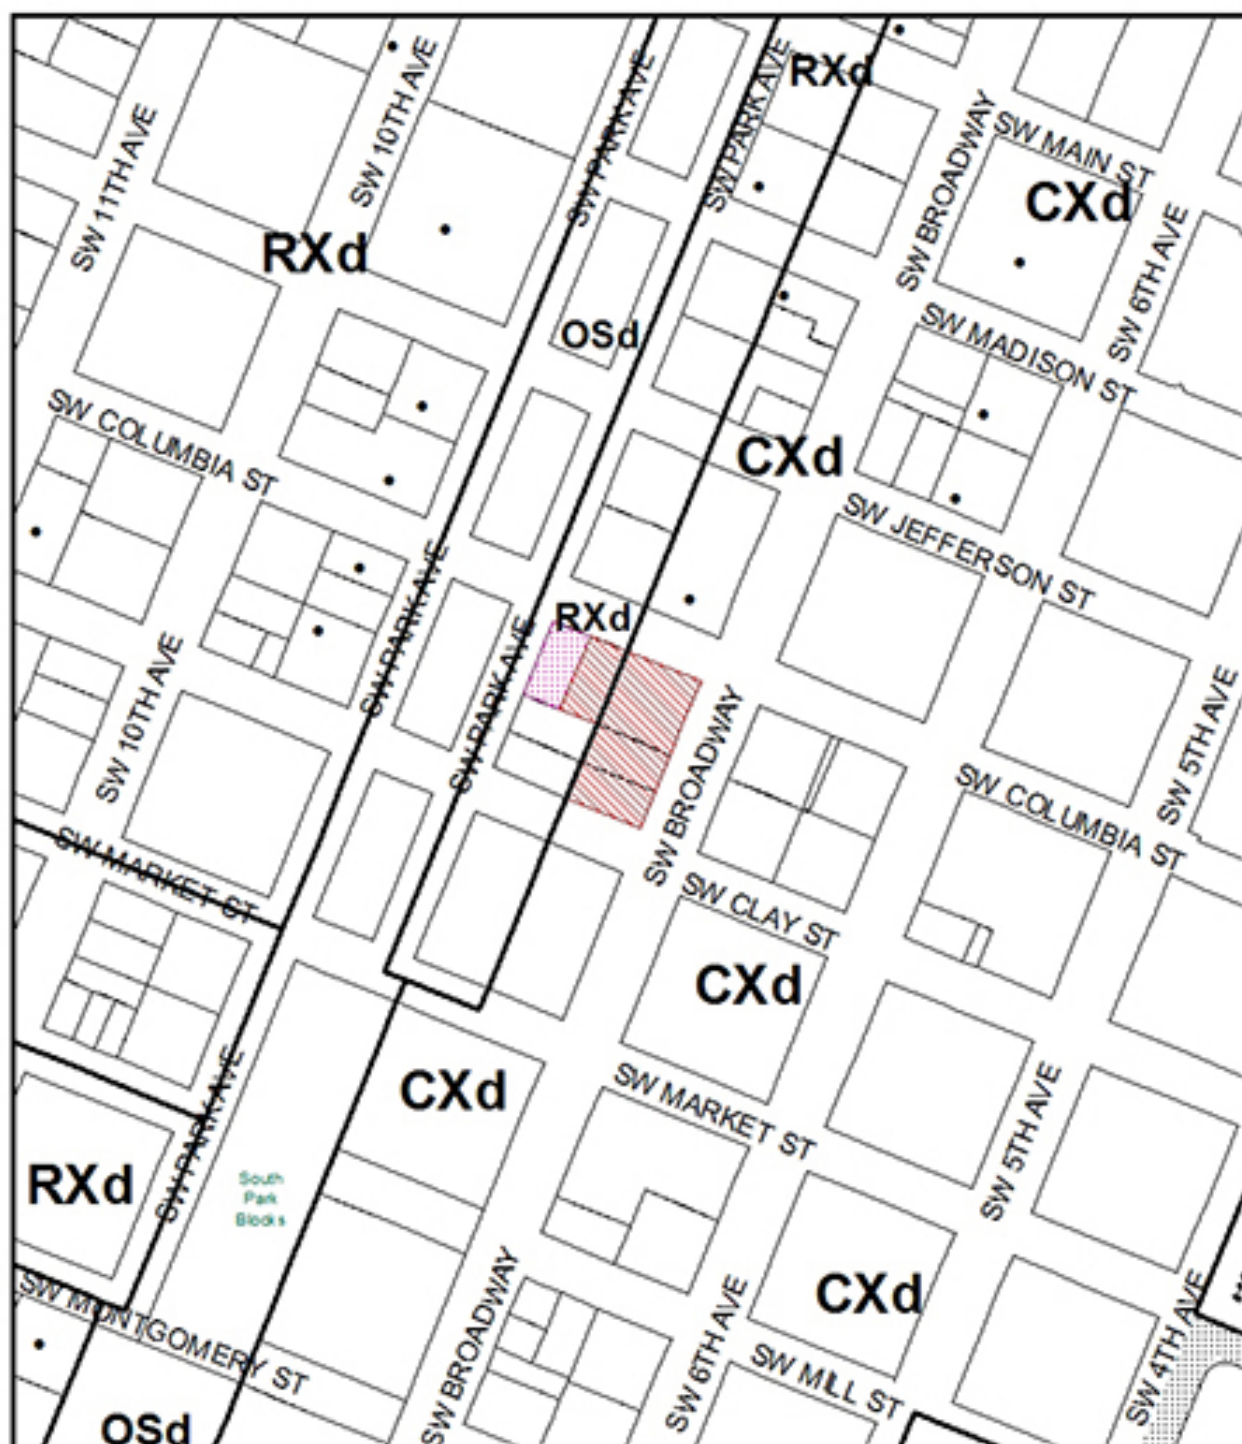 RXd
SW 10TH AVE
SW PARK AVE
SW PARK AVE
SW BROADWAY
SW MAIN ST
SW 11TH AVE
CXd
RXd
SW 6TH AVE
OSd
SW MADISON ST
SW COLUMBIA ST
CXd
SW JEFFERSON ST
SW PARK AVE
RXd
SW PARK AVE
SW 10TH AVE
SW BROADWAY
SW 5TH AVE
SW COLUMBIA ST
SW MARKET ST
SW CLAY ST
CXd
CXd
SW MARKET ST
SW PARK AVE
SW 5TH AVE
RXd
South
Park
Blocks
SW MONTGOMERY ST
SW BROADWAY
CXd
SW 6TH AVE
SW 4TH AVE
SW MILL ST
OSd